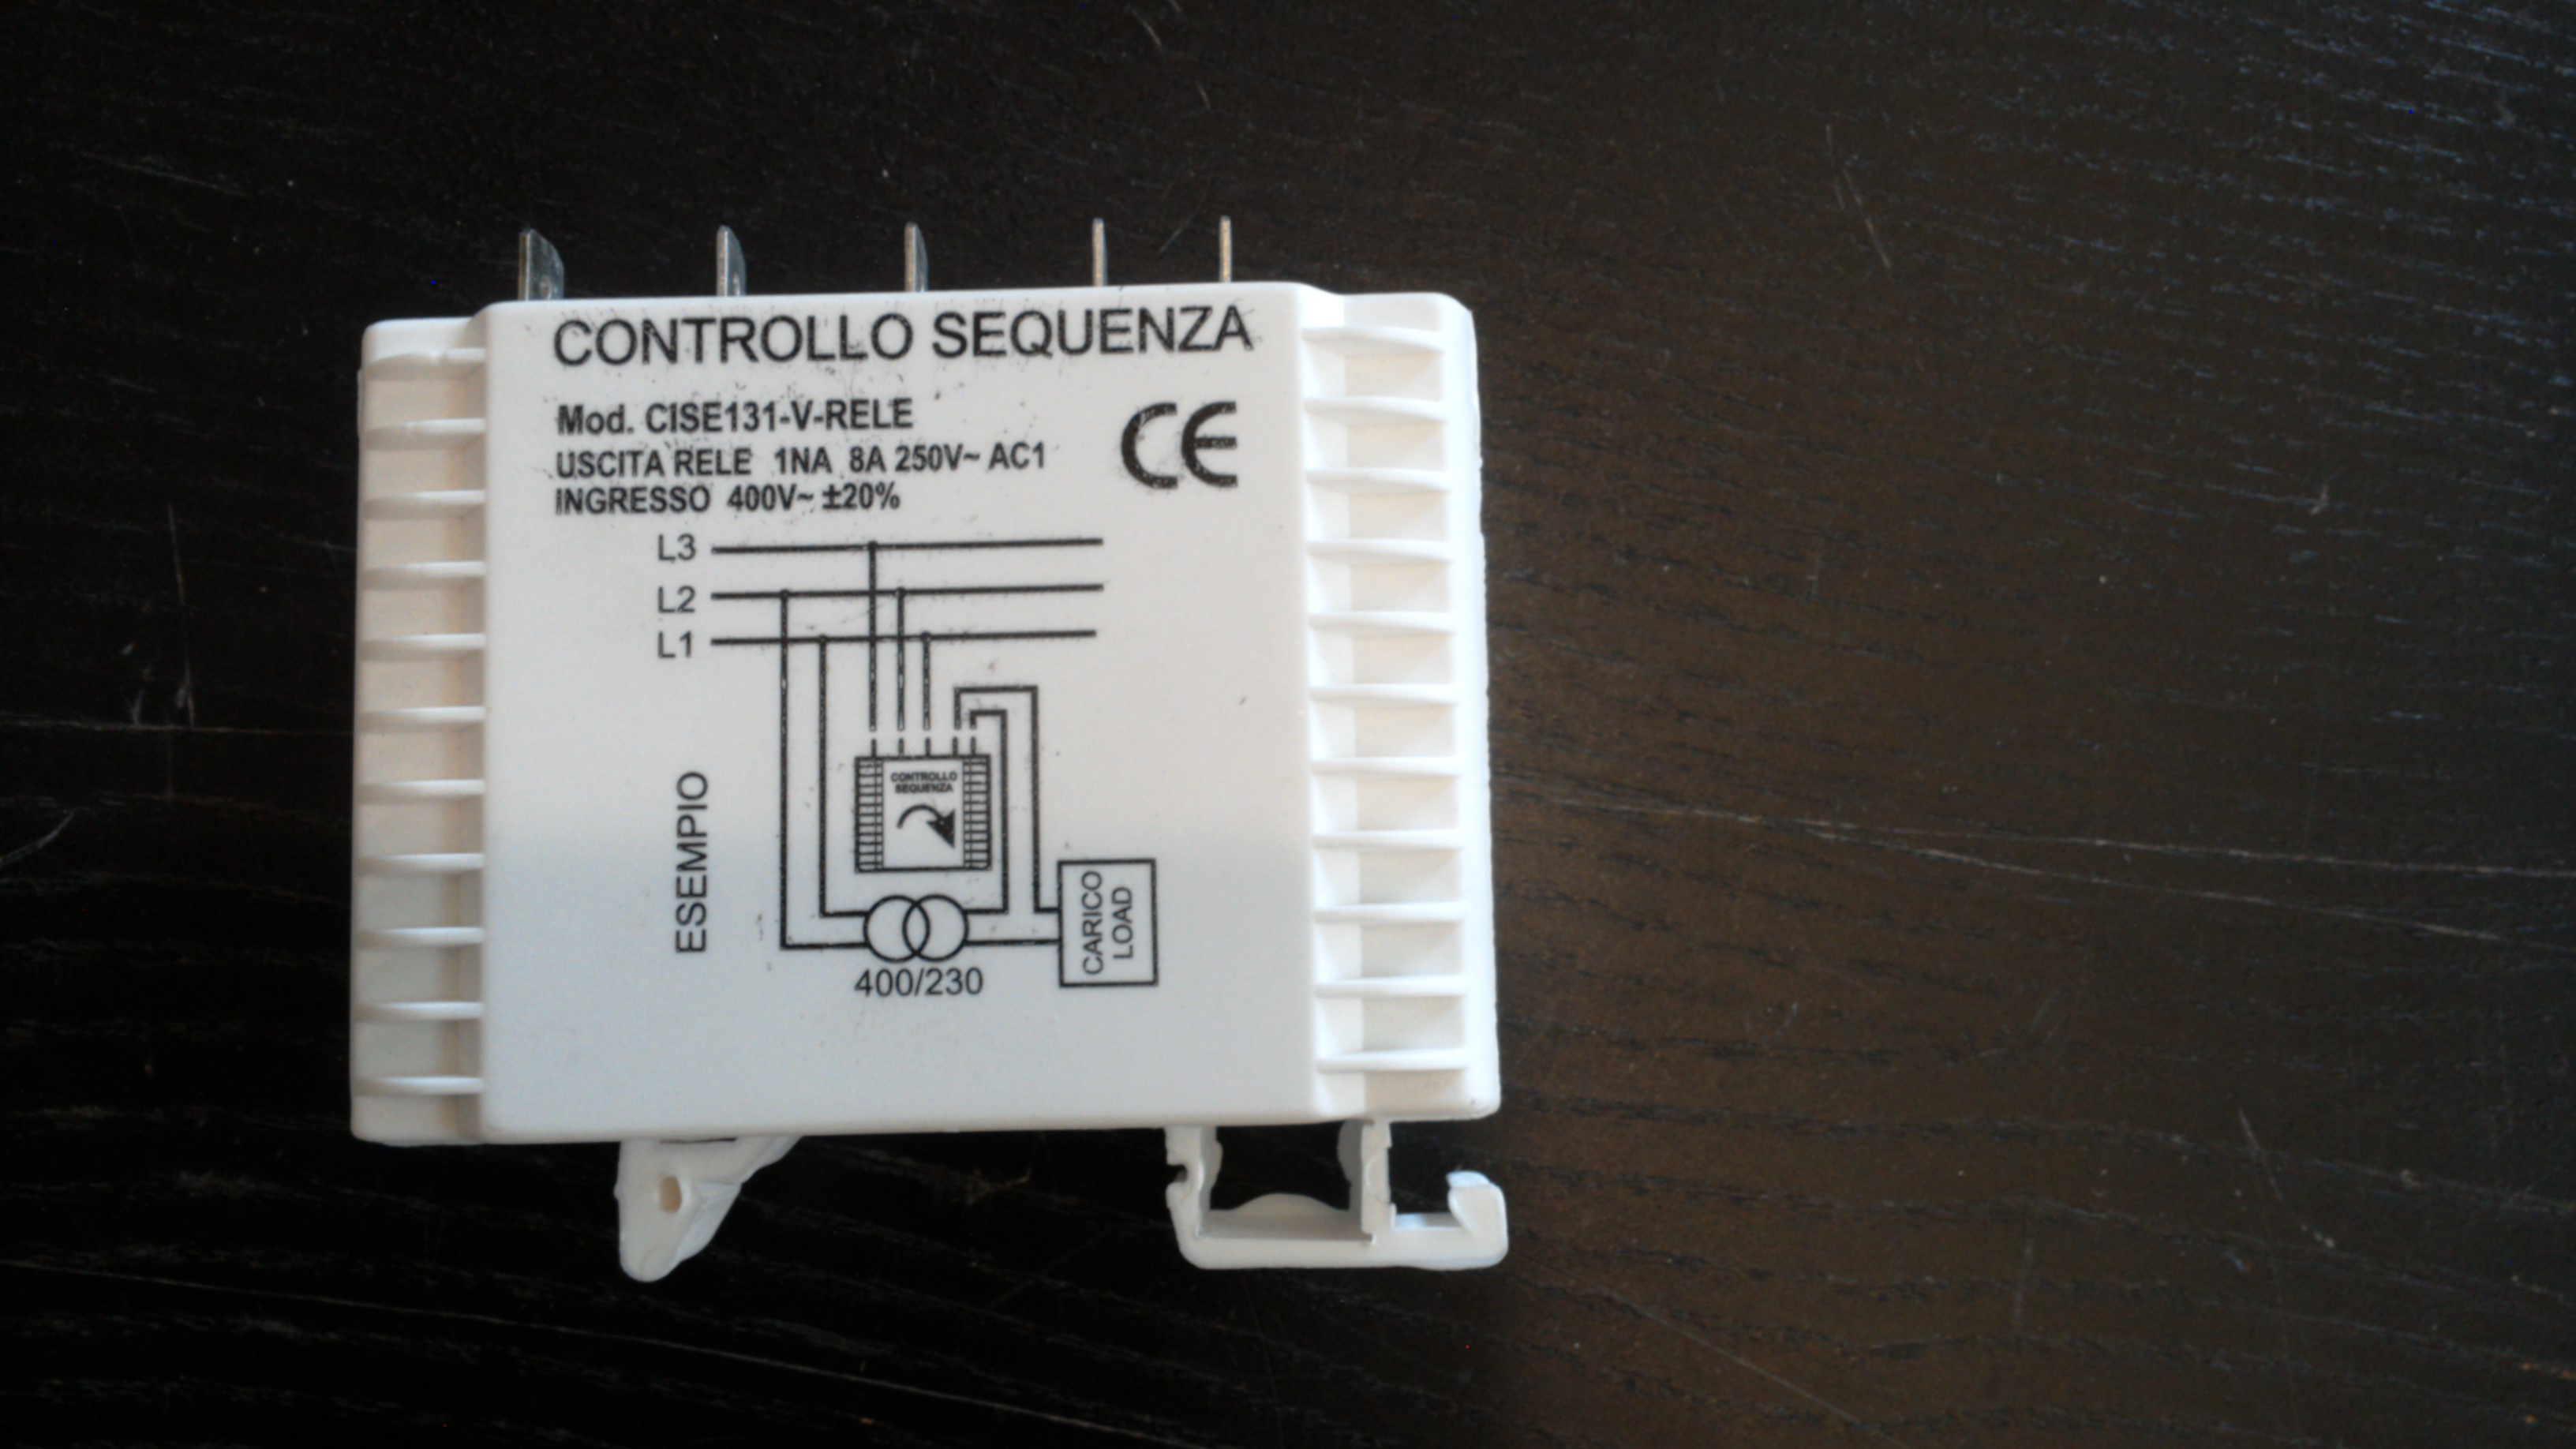 CONTROLLO SEQUENZA
Mod. CISE131-V-RELE
USCITA RELE 1NA 8A 250V~ AC1
INGRESSO 400V~ ±20%
CE
L3
L2
L1
ESEMPIO
CONTROLLO
SEQUENZA
CARICO
LOAD
400/230